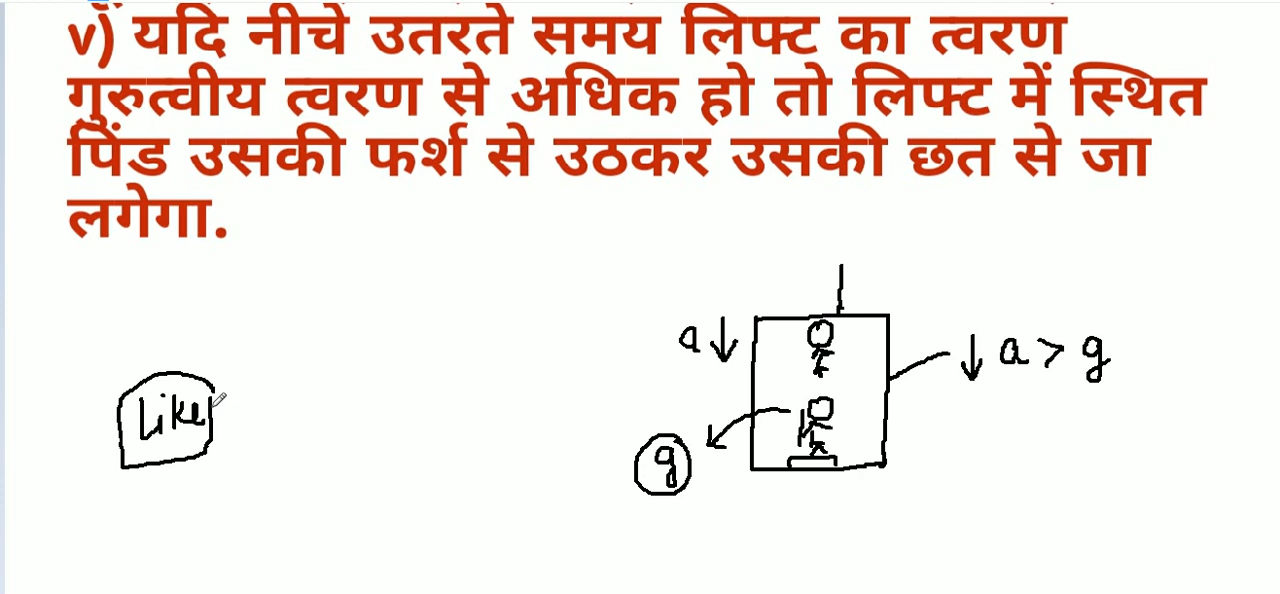 v) यदि नीचे उतरते समय लिफ्ट का त्वरण
गुरुत्वीय त्वरण से अधिक हो तो लिफ्ट में स्थित
पिंड उसकी फर्श से उठकर उसकी छत से जा
लगेगा.
a↓
↓ a > g
Like
g